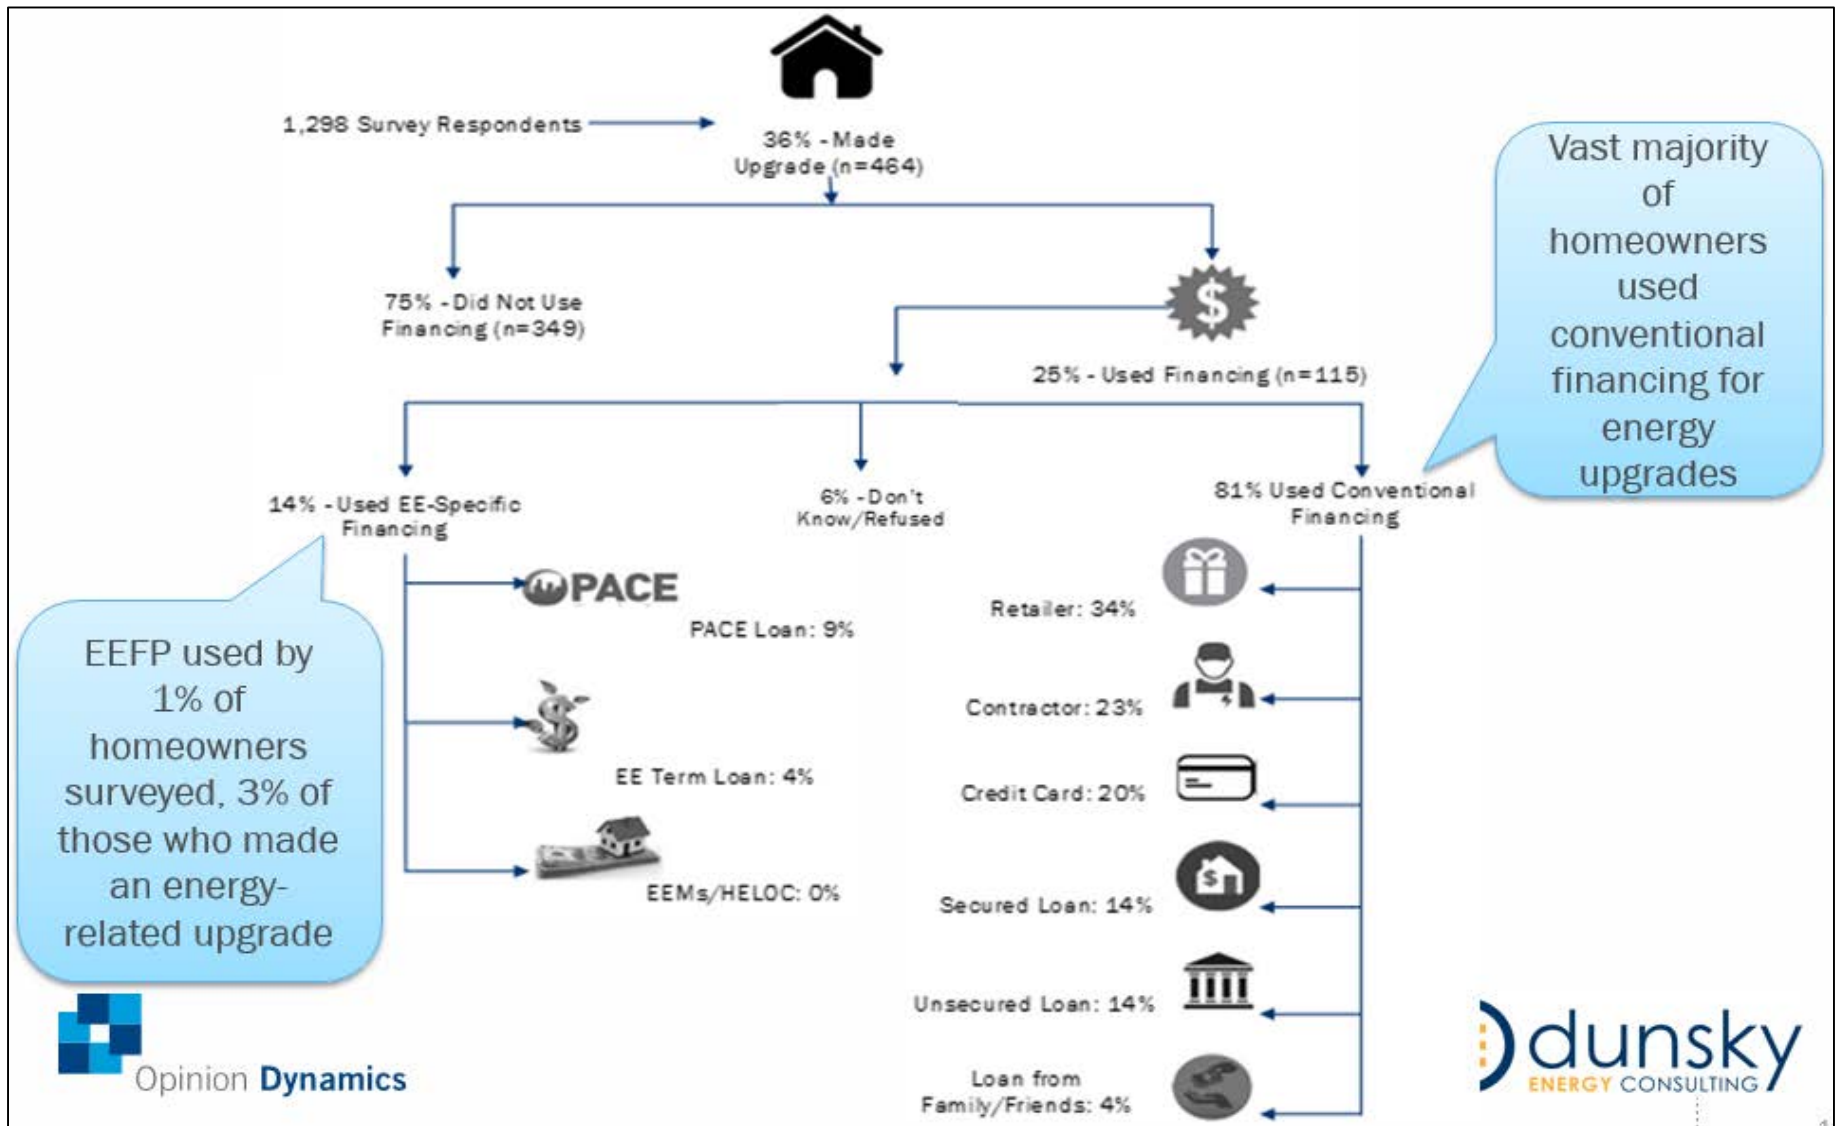 1,298 Survey Respondents
36% - Made
Upgrade (n=464)
75% - Did Not Use
Financing (n=349)
$
25% - Used Financing (n=115)
Vast majority
of
homeowners
used
conventional
financing for
energy
upgrades
14% - Used EE-Specific
Financing
6% - Don't
Know/Refused
81% Used Conventional
Financing
PACE
PACE Loan: 9%
EE Term Loan: 4%
EEMs/HELOC: 0%
Retailer: 34%
Contractor: 23%
Credit Card: 20%
Secured Loan: 14%
$
Unsecured Loan: 14%
Loan from
Family/Friends: 4%
EEFP used by
1% of
homeowners
surveyed, 3% of
those who made
an energy-
related upgrade
Opinion Dynamics
dunsky
ENERGY CONSULTING